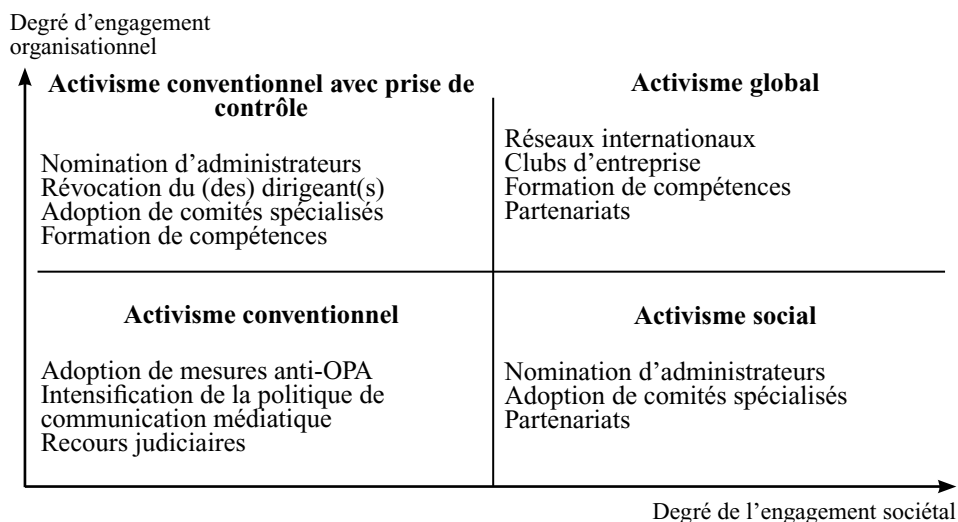 Degré d’engagement
organisationnel
Activisme conventionnel avec prise de
contrôle
Nomination d’administrateurs
Révocation du (des) dirigeant(s)
Adoption de comités spécialisés
Formation de compétences
Activisme global
Réseaux internationaux
Clubs d’entreprise
Formation de compétences
Partenariats
Activisme conventionnel
Adoption de mesures anti-OPA
Intensification de la politique de
communication médiatique
Recours judiciaires
Activisme social
Nomination d’administrateurs
Adoption de comités spécialisés
Partenariats
Degré de l’engagement sociétal